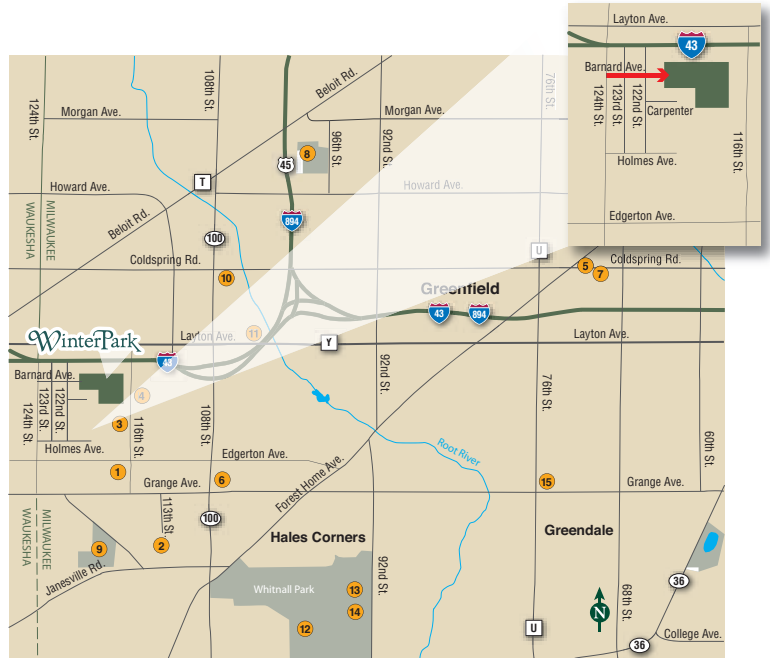 Layton Ave.
43
Barnard Ave.
124th St.
123rd St.
122nd St.
Carpenter
116th St.
Holmes Ave.
Edgerton Ave.
108th St.
Beloit Rd.
76th St.
124th St.
Morgan Ave.
Morgan Ave.
96th St.
92nd St.
8
45
T
Howard Ave.
Howard Ave.
WAUKESHA
MILWAUKEE
Beloit Rd.
894
100
U
Coldspring Rd.
Coldspring Rd.
5
7
10
Greenfield
43
894
11
Layton Ave.
Layton Ave.
Y
WinterPark
43
Barnard Ave.
124th St.
123rd St.
122nd St.
4
3
116th St.
108th St.
92nd St.
76th St.
60th St.
Holmes Ave.
Edgerton Ave.
Root River
1
6
Grange Ave.
Forest Home Ave.
15
Grange Ave.
WAUKESHA
MILWAUKEE
113th St.
100
2
9
Hales Corners
Greendale
Janesville Rd.
Whitnall Park
92nd St.
13
14
12
N
68th St.
36
U
36
College Ave.